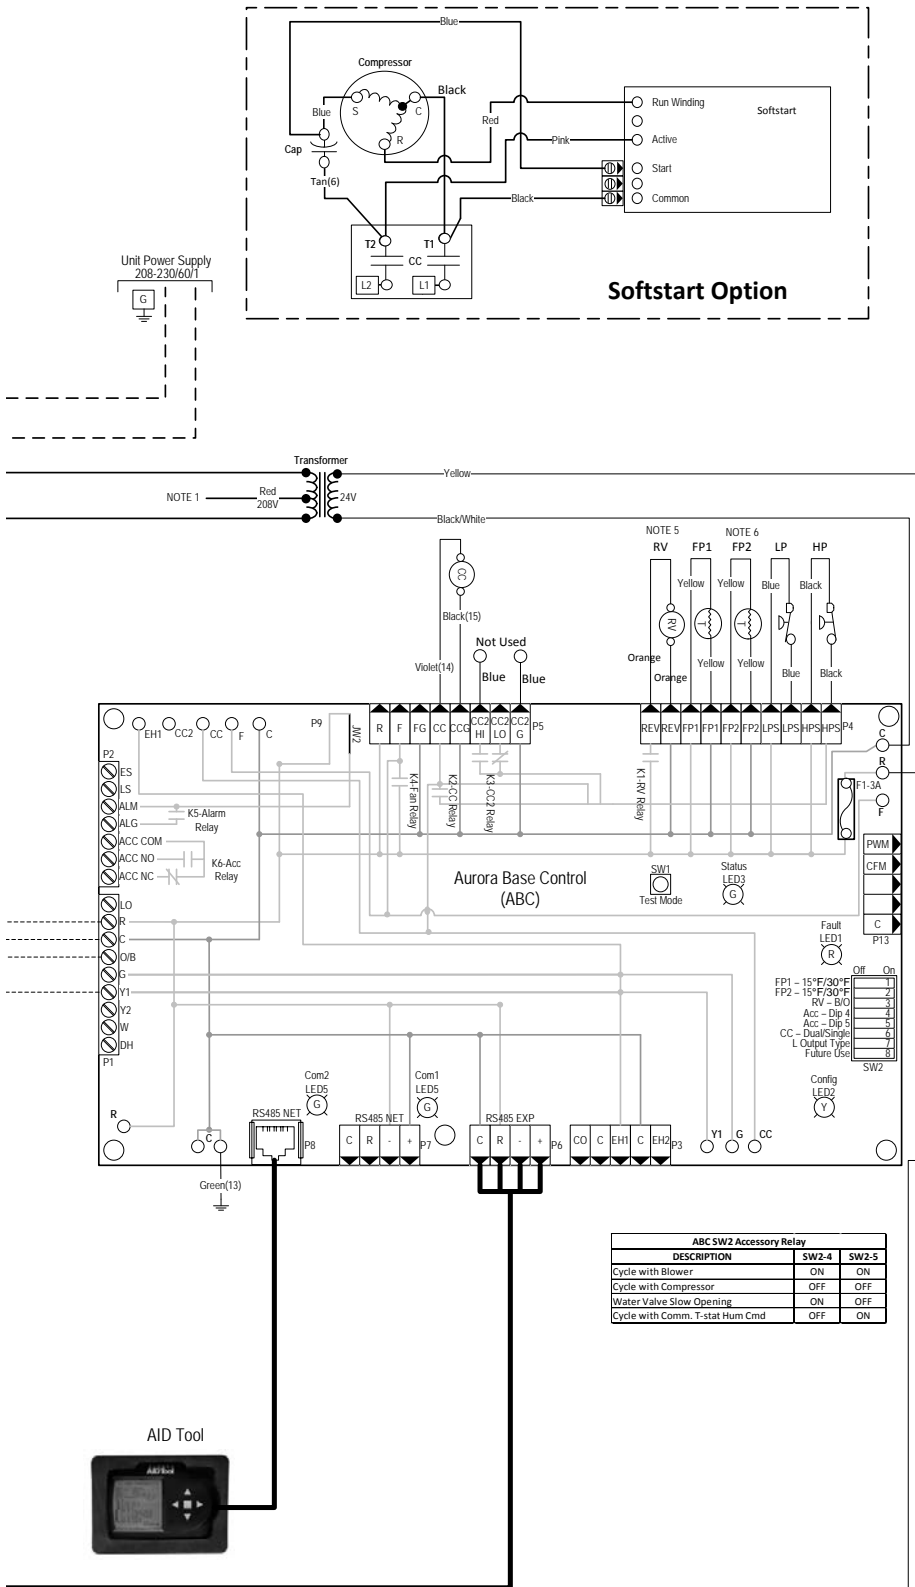 Blue
Compressor
Black
Blue
S
C
R
Cap
Tan(6)
Red
Pink
Black
Run Winding
Softstart
Active
Start
Common
T2
T1
CC
L2
L1
Softstart Option
Unit Power Supply
208-230/60/1
G
Transformer
Yellow
NOTE 1
Red
208V
24V
Black/White
NOTE 5
NOTE 6
RV
FP1
FP2
LP
HP
CC
Yellow
Yellow
Blue
Black
Black(15)
RV
T
T
Not Used
Orange
Violet(14)
Blue
Blue
Orange
Yellow
Yellow
Blue
Black
EH1
CC2
CC
F
C
P9
JW2
R
F
FG
CC
CCG
CC2
HI
CC2
LO
CC2
G
P5
REV
REV
FP1
FP1
FP2
FP2
LPS
LPS
HPS
HPS
P4
C
R
F1-3A
F
P2
ES
LS
ALM
ALG
ACC COM
ACC NO
ACC NC
K5-Alarm
Relay
K6-Acc
Relay
K4-Fan Relay
K2-CC Relay
K3-CC2 Relay
K1-RV Relay
PWM
CFM
C
P13
Aurora Base Control
(ABC)
SW1
Test Mode
Status
LED3
G
Fault
LED1
R
LO
R
C
O/B
G
Y1
Y2
W
DH
P1
Off
On
FP1 – 15°F/30°F
1
FP2 – 15°F/30°F
2
RV – B/O
3
Acc – Dip 4
4
Acc – Dip 5
5
CC – Dual/Single
6
L Output Type
7
Future Use
8
SW2
Config
LED2
Y
R
C
Green(13)
RS485 NET
P8
Com2
LED5
G
Com1
LED5
G
RS485 NET
C
R
-
+
P7
RS485 EXP
C
R
-
+
P6
CO
C
EH1
C
EH2
P3
Y1
G
CC
ABC SW2 Accessory Relay
DESCRIPTION
SW2-4
SW2-5
Cycle with Blower
ON
ON
Cycle with Compressor
OFF
OFF
Water Valve Slow Opening
ON
OFF
Cycle with Comm. T-stat Hum Cmd
OFF
ON
AID Tool